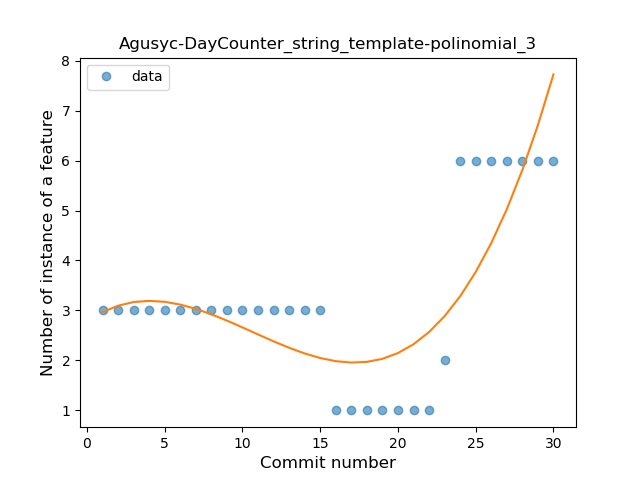 Agusyc-DayCounter_string_template-polinomial_3
data
Number of instance of a feature
8
7
6
5
4
3
2
1
0 5 10 15 20 25 30
Commit number